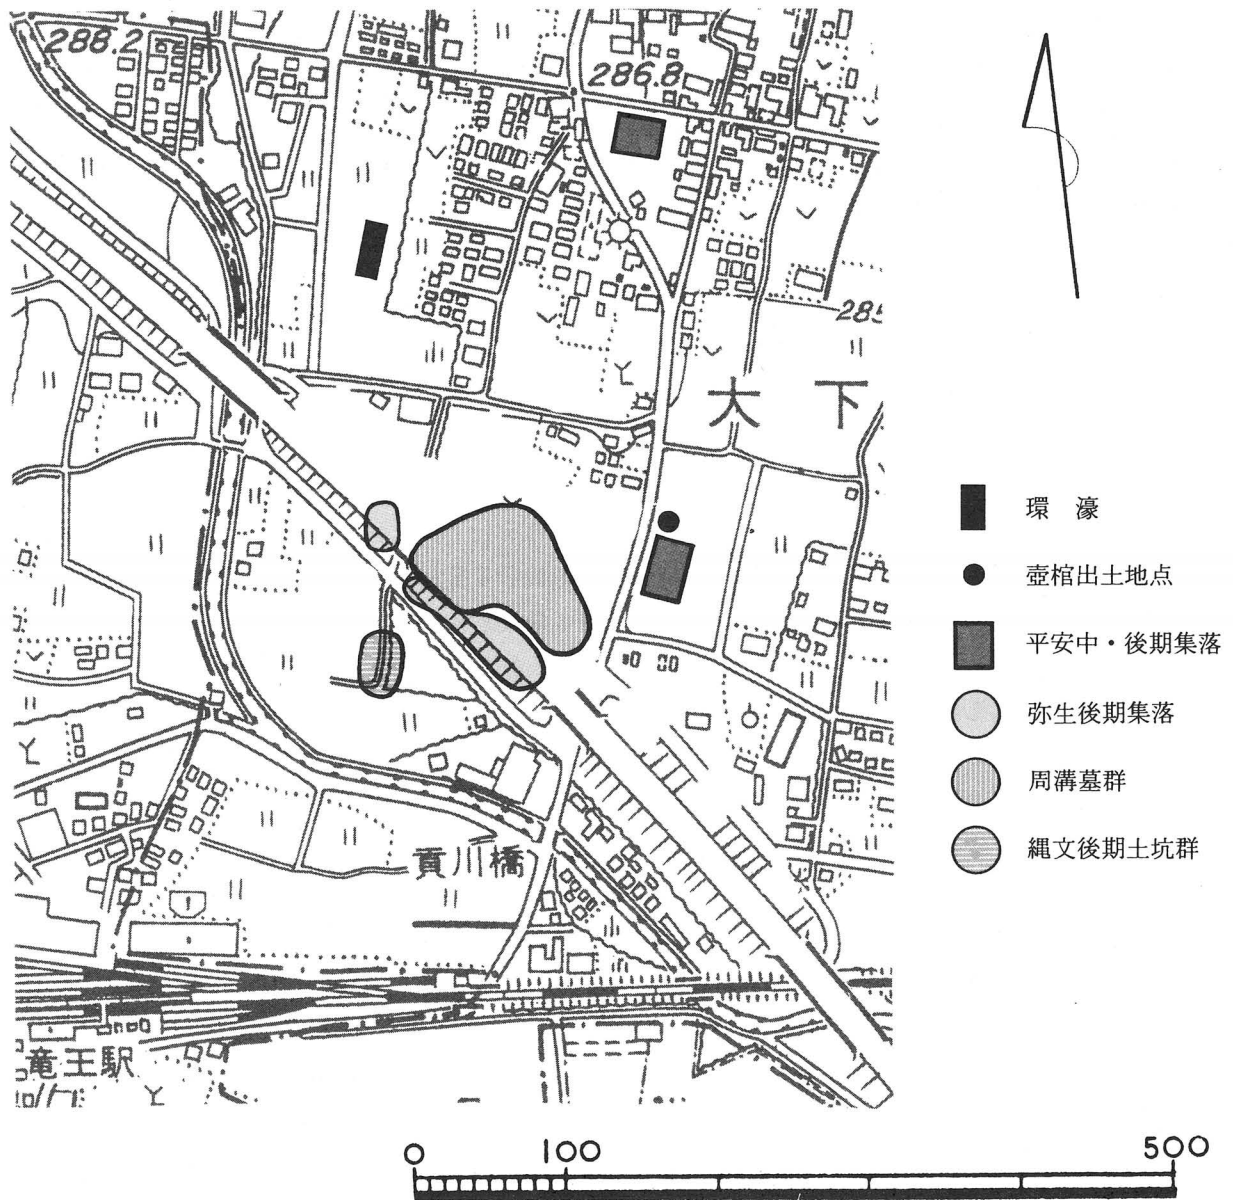 288.2
286.8
285
大下
環濠
壺棺出土地点
平安中・後期集落
弥生後期集落
周溝墓群
縄文後期土坑群
貢川橋
竜王駅
0 100 500